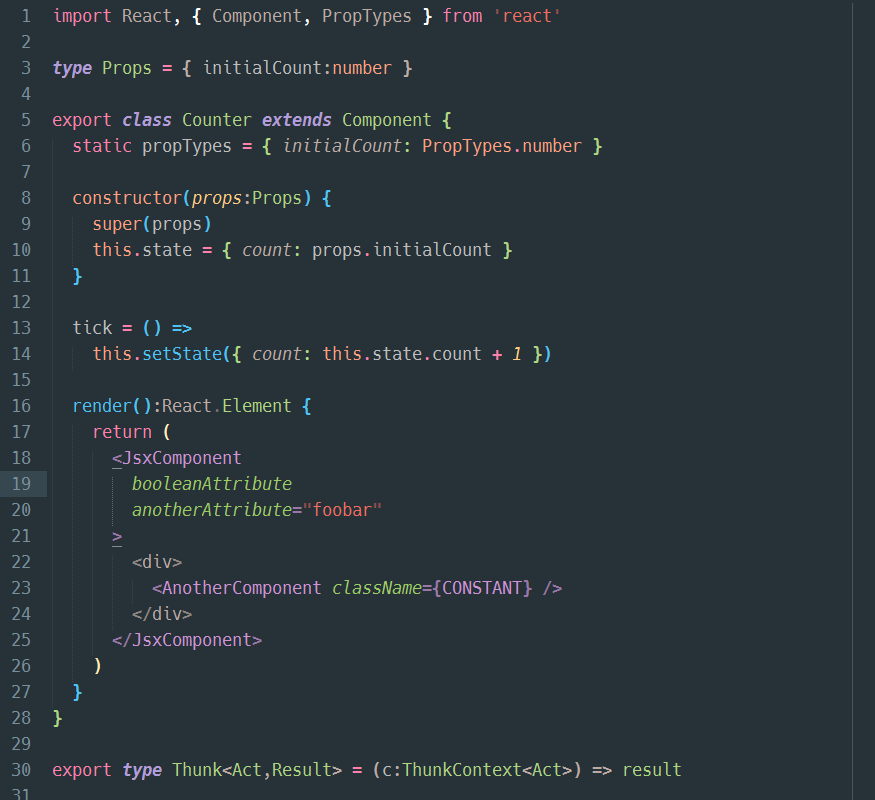 1 import React, { Component, PropTypes } from 'react'
2
3 type Props = { initialCount:number }
4
5 export class Counter extends Component {
6   static propTypes = { initialCount: PropTypes.number }
7
8   constructor(props:Props) {
9     super(props)
10     this.state = { count: props.initialCount }
11   }
12
13   tick = () =>
14     this.setState({ count: this.state.count + 1 })
15
16   render():React.Element {
17     return (
18       <JsxComponent
19         booleanAttribute
20         anotherAttribute="foobar"
21       >
22         <div>
23           <AnotherComponent className={CONSTANT} />
24         </div>
25       </JsxComponent>
26     )
27   }
28 }
29
30 export type Thunk<Act,Result> = (c:ThunkContext<Act>) => result
31